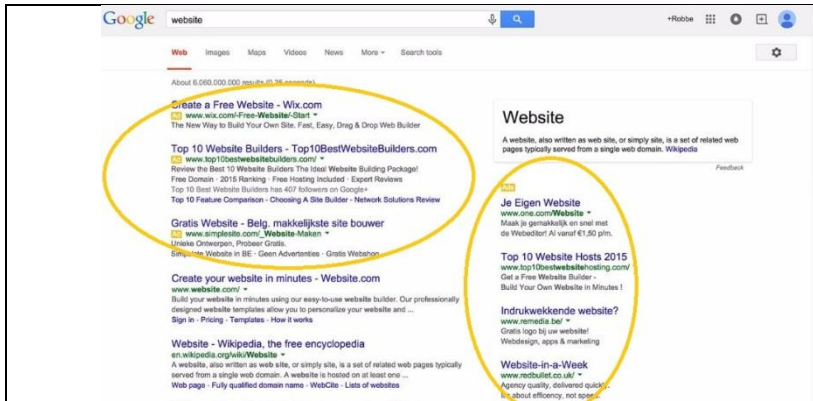 Google website +Robbe
Web Images Maps Videos News More Search tools
About 6.060.000.000 results (0,25 seconds)
Create a Free Website - Wix.com
Ad www.wix.com/-Free-Website/-Start
The New Way to Build Your Own Site. Fast, Easy, Drag & Drop Web Builder
Top 10 Website Builders - Top10BestWebsiteBuilders.com
Ad www.top10bestwebsitebuilders.com/
Review the Best 10 Website Builders The Ideal Website Building Package!
Free Domain · 2015 Ranking · Free Hosting Included · Expert Reviews
Top 10 Best Website Builders has 407 followers on Google+
Top 10 Feature Comparison - Choosing A Site Builder - Network Solutions Review
Gratis Website - Belg. makkelijkste site bouwer
Ad www.simplesite.com/_Website-Maken
Unieke Ontwerpen, Probeer Gratis.
Website in BE · Geen Advertenties · Gratis Webshop
Create your website in minutes - Website.com
www.website.com/
Build your website in minutes using our easy-to-use website builder. Our professionally
designed website templates allow you to personalize your website and ...
Sign in - Pricing - Templates - How it works
Website - Wikipedia, the free encyclopedia
en.wikipedia.org/wiki/Website
A website, also written as web site, or simply site, is a set of related web pages typically
served from a single web domain. A website is hosted on at least one ...
Web page - Fully qualified domain name - WebCite - Lists of websites
Website
A website, also written as web site, or simply site, is a set of related web
pages typically served from a single web domain. Wikipedia
Feedback
Ads
Je Eigen Website
www.one.com/Website
Maak je gemakkelijk en snel met
de Webeditor! Al vanaf €1,50 p/m.
Top 10 Website Hosts 2015
www.top10bestwebsitehosting.com/
Get a Free Website Builder -
Build Your Own Website in Minutes !
Indrukwekkende website?
www.remedia.be/
Gratis logo bij uw website!
Webdesign, apps & marketing
Website-in-a-Week
www.redbullet.co.uk/
Agency quality, delivered quickly.
about efficency, not speed.